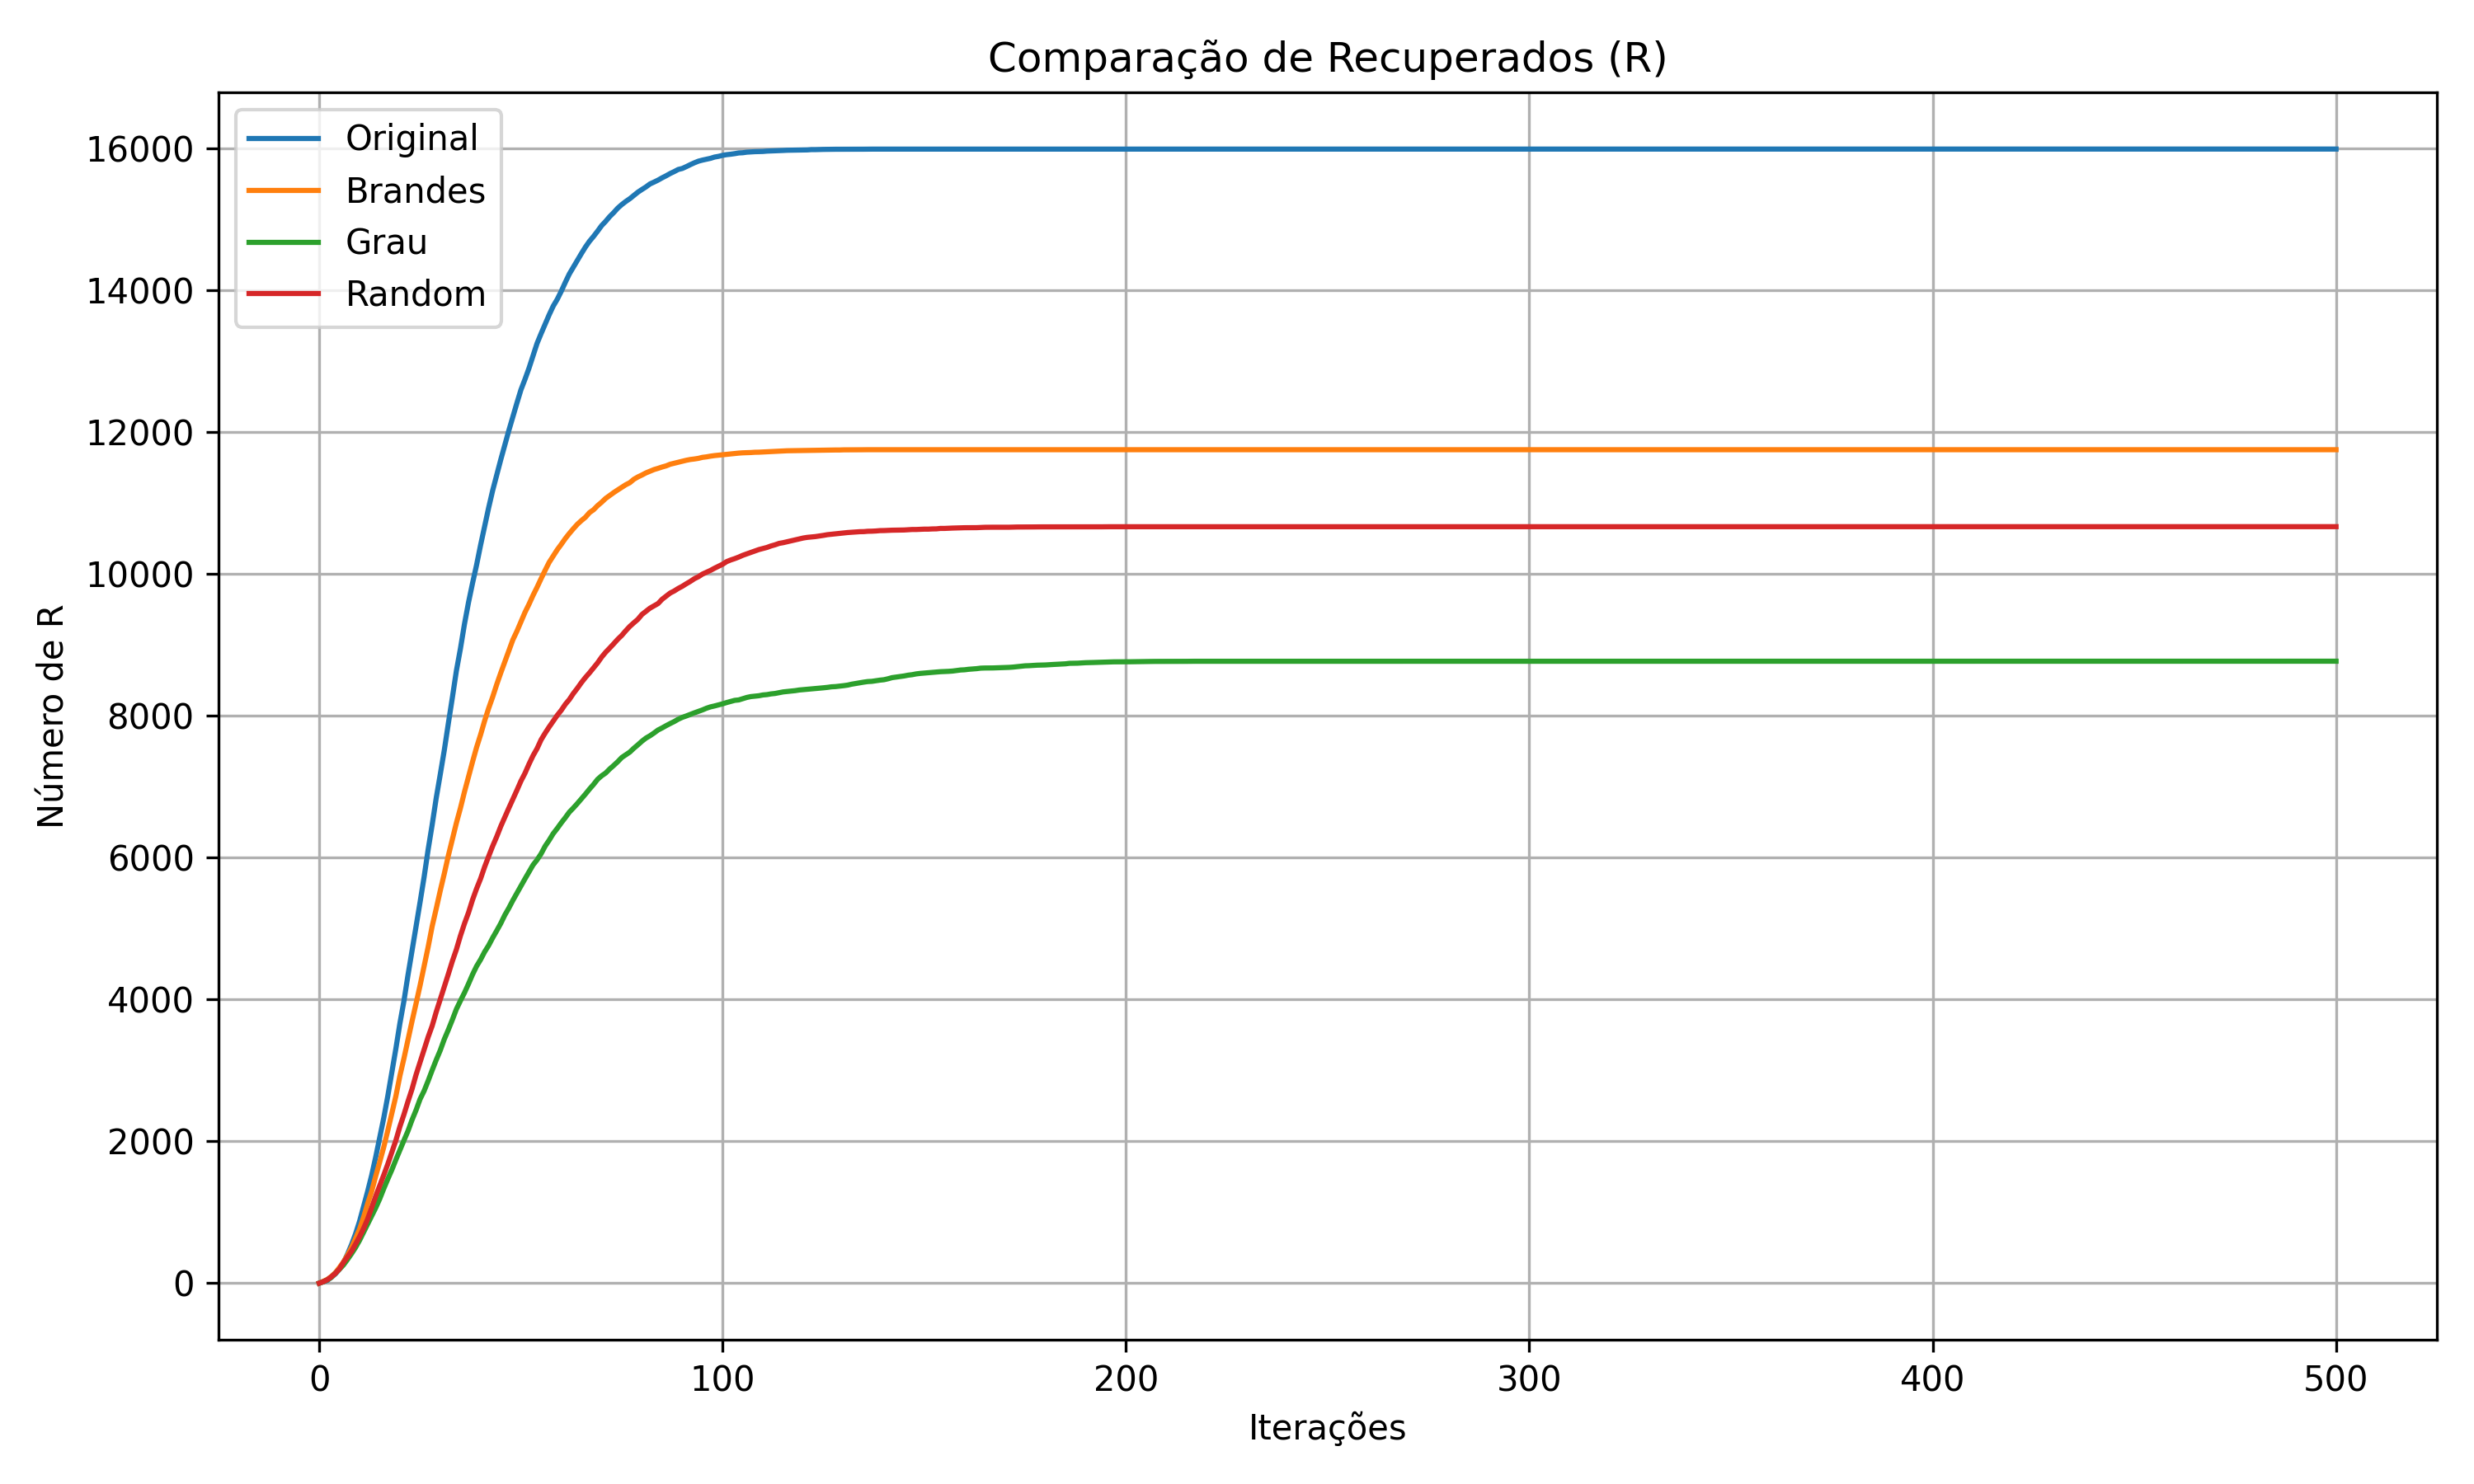 Comparação de Recuperados (R)
Original
Brandes
Grau
Random
Número de R
16000
14000
12000
10000
8000
6000
4000
2000
0
0 100 200 300 400 500
Iterações